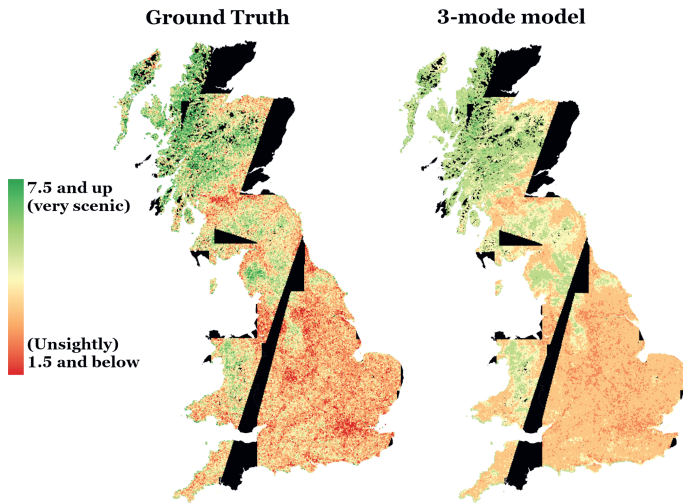 Ground Truth
3-mode model
7.5 and up
(very scenic)
(Unsightly)
1.5 and below